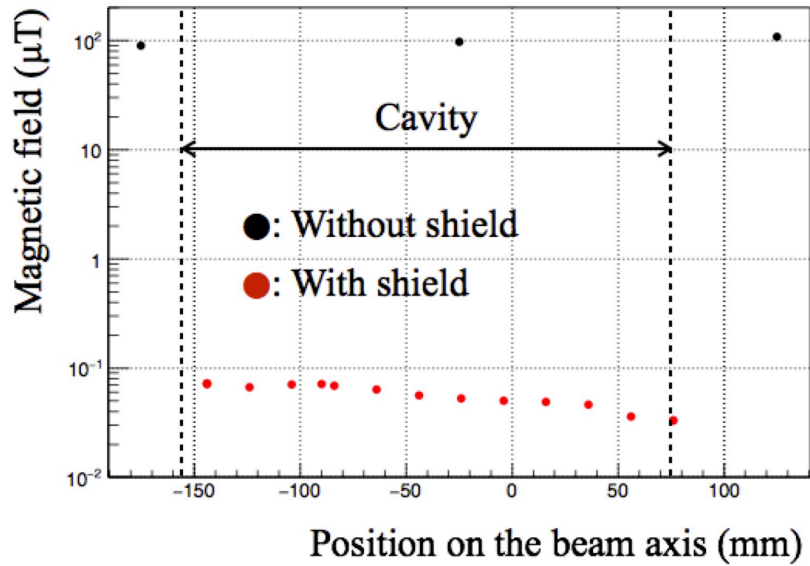 Magnetic field (μT)
10²
10
1
10⁻¹
10⁻²
Cavity
●: Without shield
●: With shield
−150 −100 −50 0 50 100
Position on the beam axis (mm)